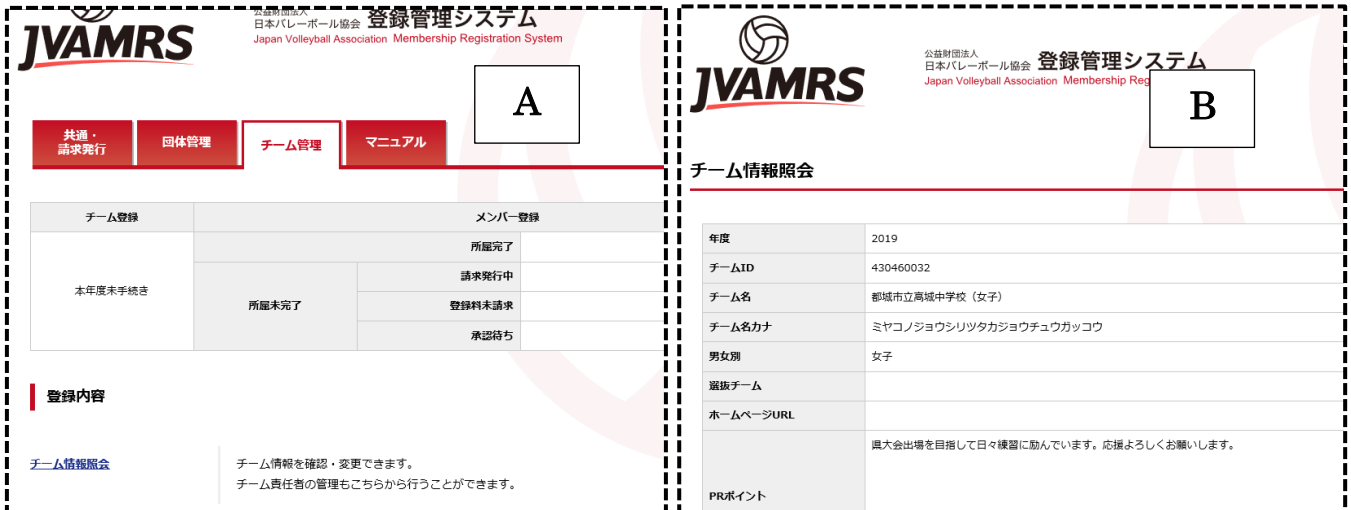 JVAMRS
公益財団法人
日本バレーボール協会 登録管理システム
Japan Volleyball Association Membership Registration System
A
共通・
請求発行
団体管理
チーム管理
マニュアル
チーム登録
メンバー登録
本年度未手続き
所属完了
所属未完了
請求発行中
登録料未請求
承認待ち
登録内容
チーム情報照会
チーム情報を確認・変更できます。
チーム責任者の管理もこちらから行うことができます。
JVAMRS
公益財団法人
日本バレーボール協会 登録管理システム
Japan Volleyball Association Membership Reg
B
チーム情報照会
年度 2019
チームID 430460032
チーム名 都城市立高城中学校（女子）
チーム名カナ ミヤコノジョウシリツタカジョウチュウガッコウ
男女別 女子
選抜チーム
ホームページURL
県大会出場を目指して日々練習に励んでいます。応援よろしくお願いします。
PRポイント